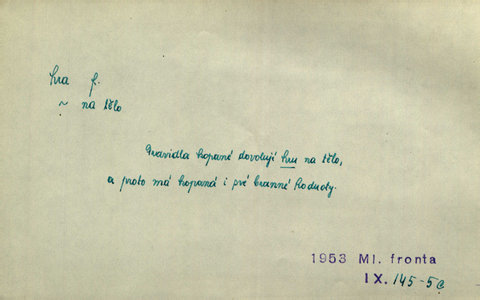 hra f.
~ na tělo
Pravidla kopané dovolují hru na tělo,
a proto má kopaná i své branné hodnoty.
1953 Ml. fronta
IX. 145-5c